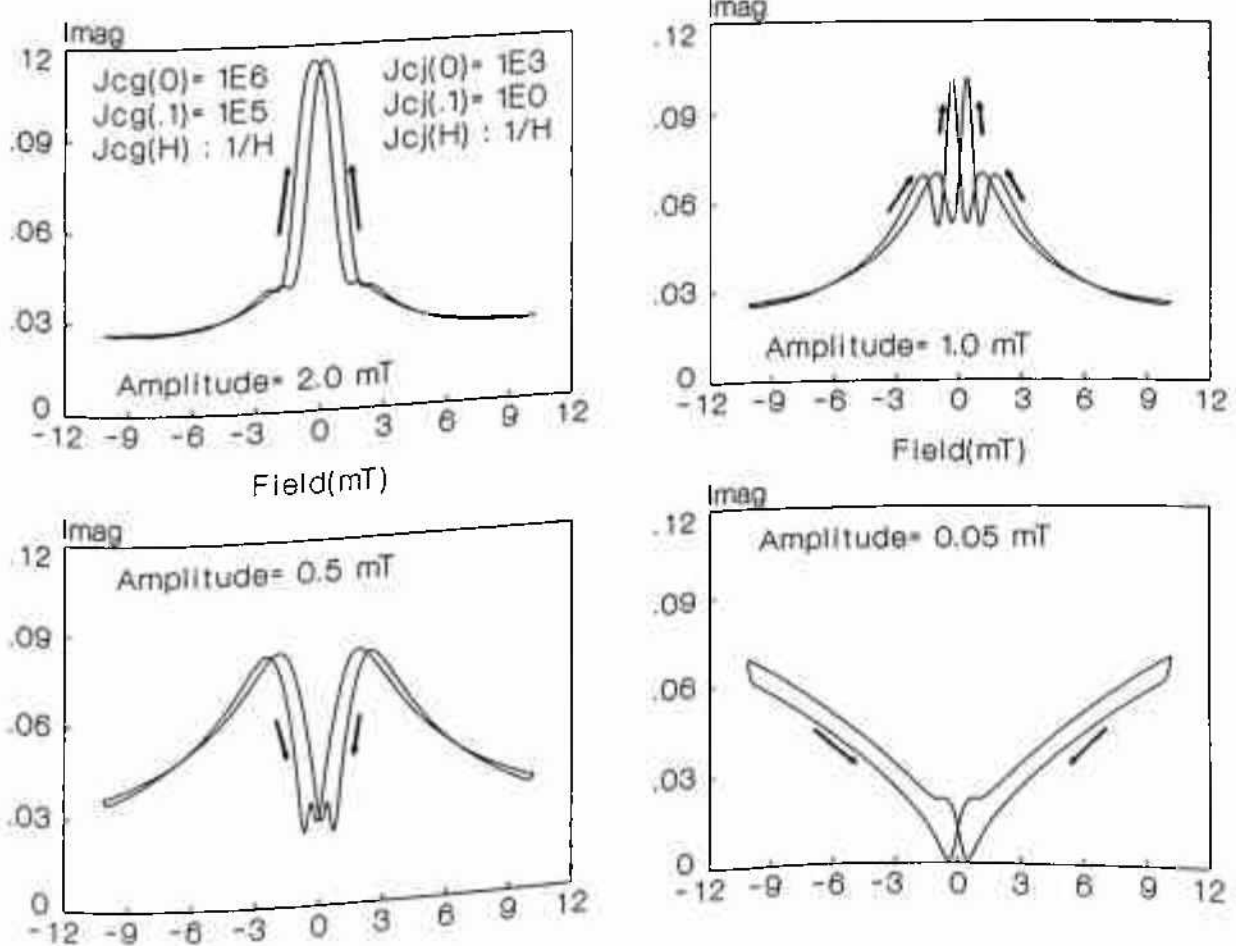 Imag
.12
.09
.06
.03
0
-12 -9 -6 -3 0 3 6 9 12
Field(mT)
Jcg(0)= 1E6
Jcg(.1)= 1E5
Jcg(H) : 1/H
Jcj(0)= 1E3
Jcj(.1)= 1E0
Jcj(H) : 1/H
Amplitude= 2.0 mT
Imag
.12
.09
.06
.03
0
-12 -9 -6 -3 0 3 6 9 12
Field(mT)
Amplitude= 1.0 mT
Imag
.12
.09
.06
.03
0
-12 -9 -6 -3 0 3 6 9 12
Amplitude= 0.5 mT
Imag
.12
.09
.06
.03
0
-12 -9 -6 -3 0 3 6 9 12
Amplitude= 0.05 mT